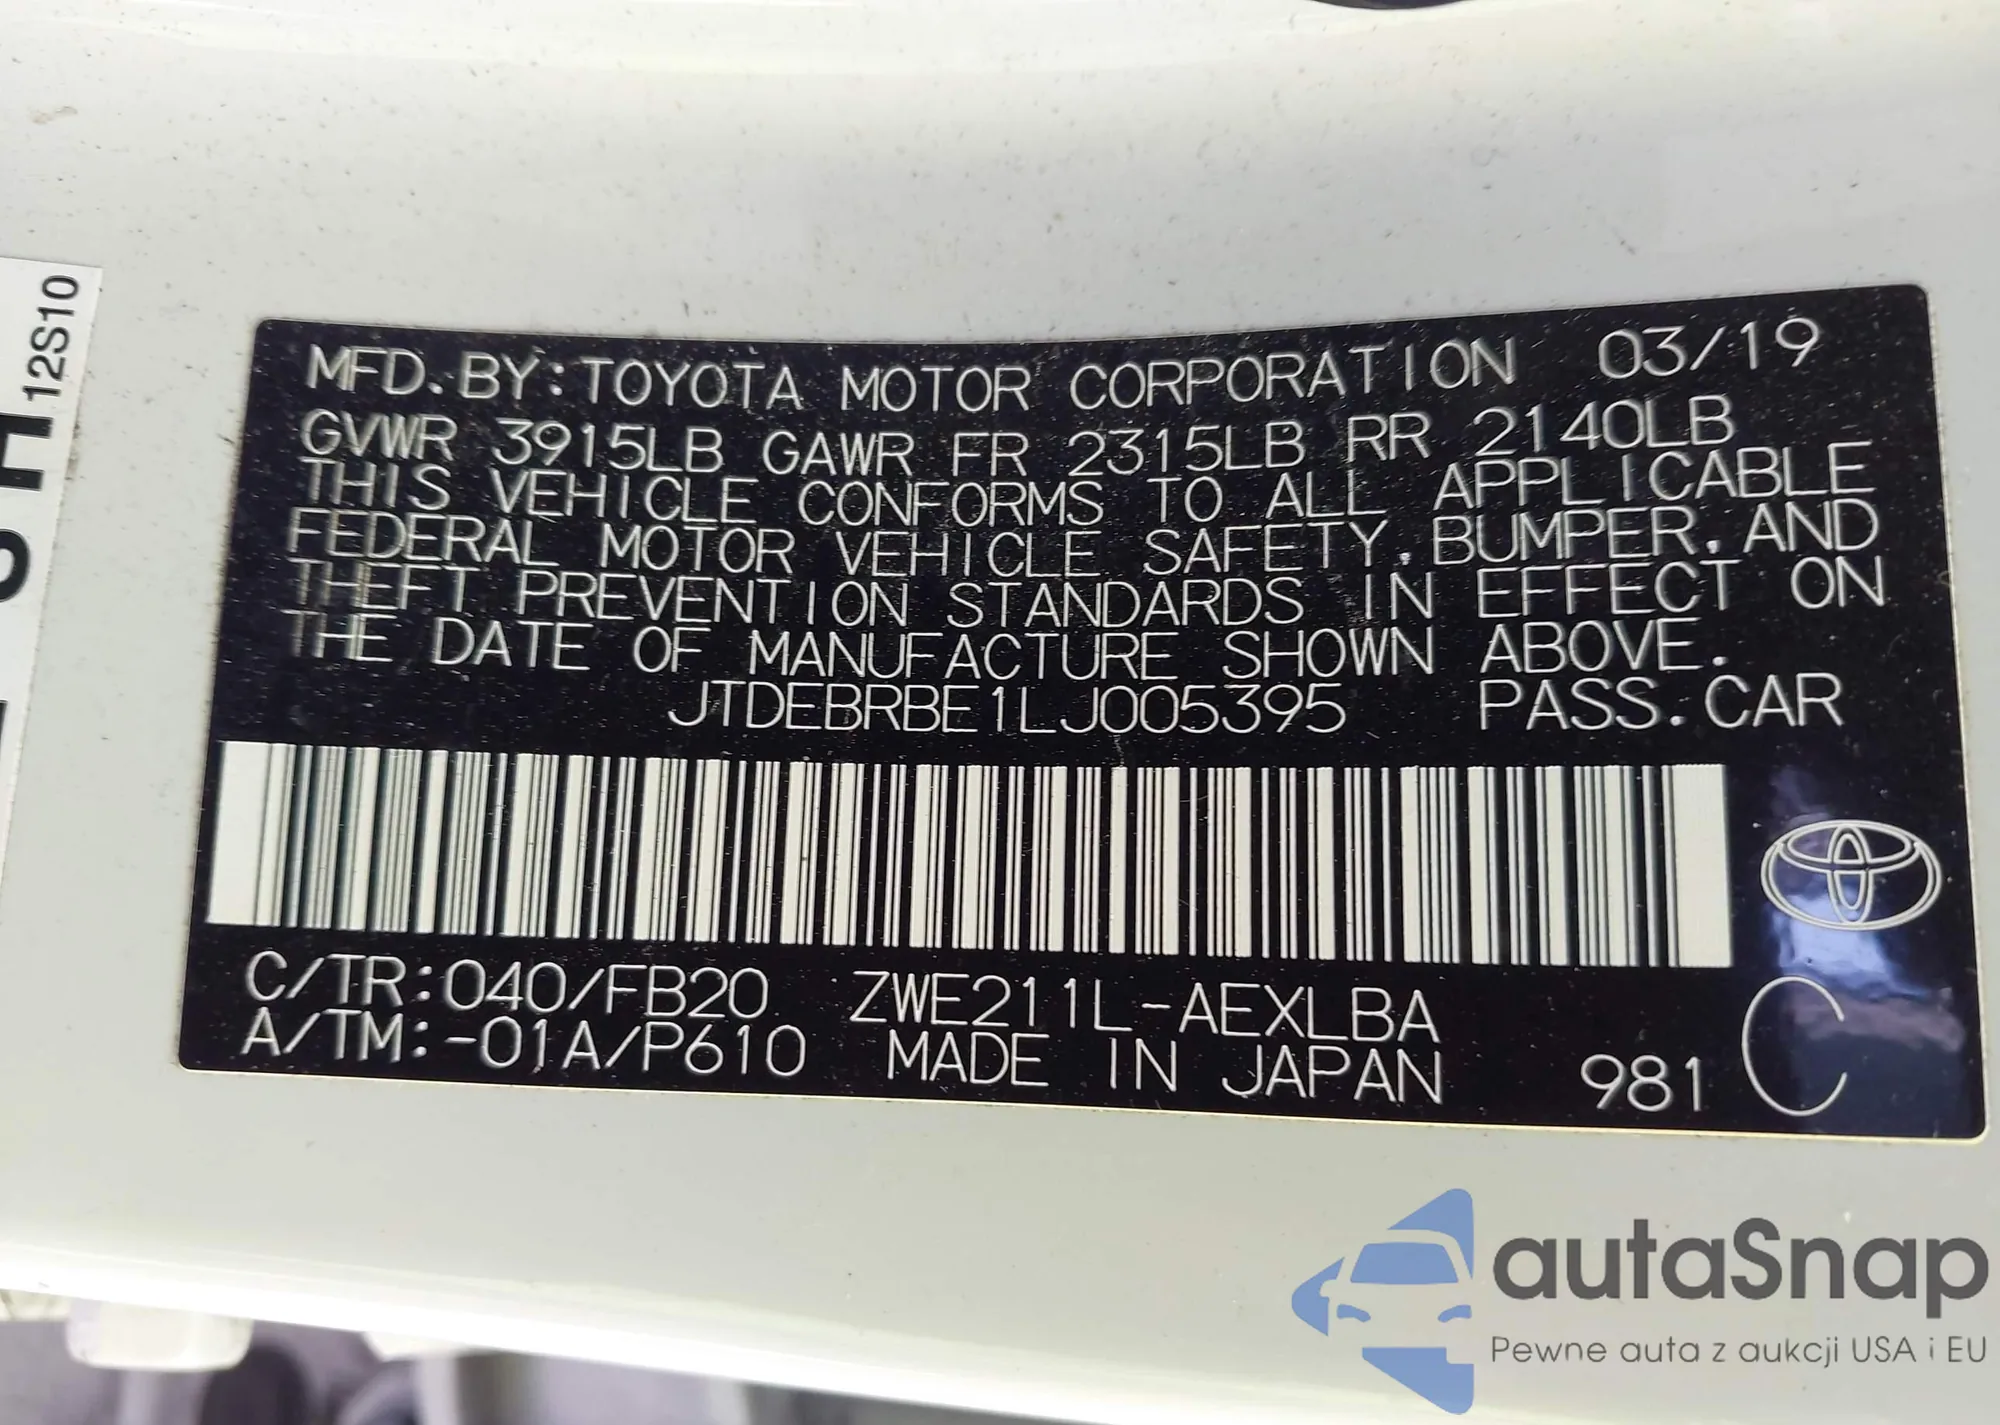 12S10
MFD. BY: TOYOTA MOTOR CORPORATION 03/19
GVWR 3915LB GAWR FR 2315LB RR 2140LB
THIS VEHICLE CONFORMS TO ALL APPLICABLE
FEDERAL MOTOR VEHICLE SAFETY, BUMPER, AND
THEFT PREVENTION STANDARDS IN EFFECT ON
THE DATE OF MANUFACTURE SHOWN ABOVE.
JTDEBRBE1LJ005395 PASS. CAR
C/TR: 040/FB20 ZWE211L-AEXLBA
A/TM: -01A/P610 MADE IN JAPAN 981 C
autaSnap
Pewne auta z aukcji USA i EU